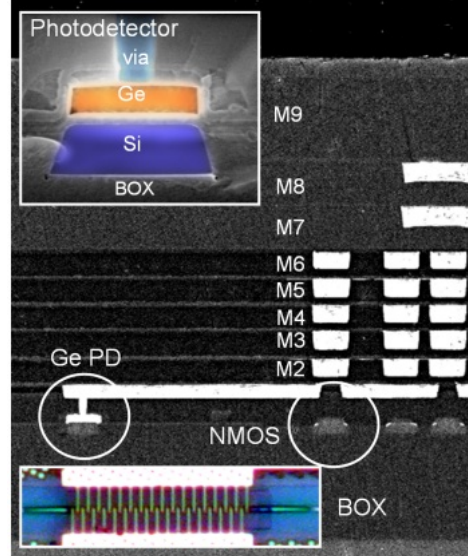 Photodetector
via
Ge
Si
BOX
M9
M8
M7
M6
M5
M4
M3
M2
Ge PD
NMOS
BOX